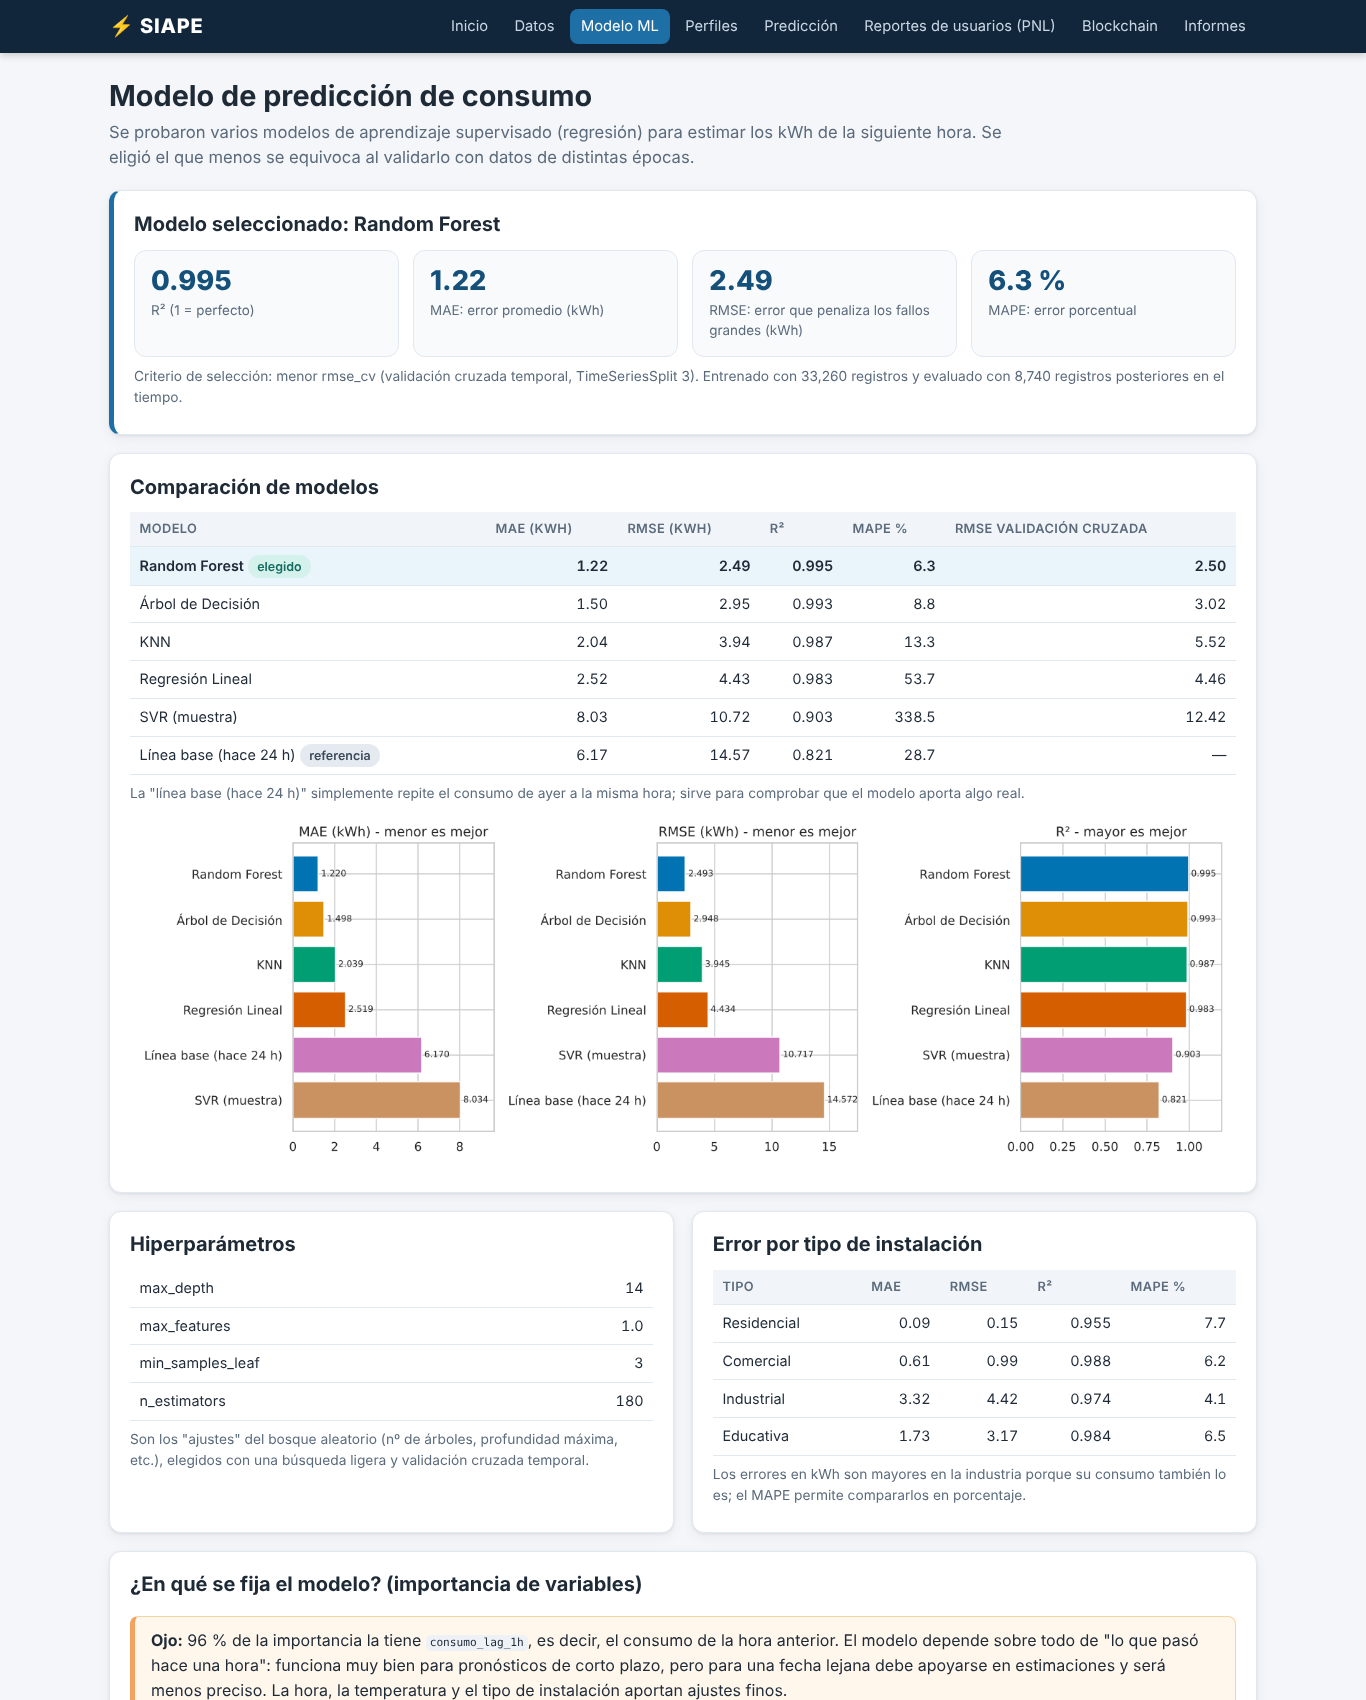 ⚡ SIAPE
Inicio Datos Modelo ML Perfiles Predicción Reportes de usuarios (PNL) Blockchain Informes
Modelo de predicción de consumo
Se probaron varios modelos de aprendizaje supervisado (regresión) para estimar los kWh de la siguiente hora. Se
eligió el que menos se equivoca al validarlo con datos de distintas épocas.
Modelo seleccionado: Random Forest
0.995 1.22 2.49 6.3 %
R² (1 = perfecto) MAE: error promedio (kWh) RMSE: error que penaliza los fallos MAPE: error porcentual
grandes (kWh)
Criterio de selección: menor rmse_cv (validación cruzada temporal, TimeSeriesSplit 3). Entrenado con 33,260 registros y evaluado con 8,740 registros posteriores en el
tiempo.
Comparación de modelos
MODELO MAE (KWH) RMSE (KWH) R² MAPE % RMSE VALIDACIÓN CRUZADA
Random Forest elegido 1.22 2.49 0.995 6.3 2.50
Árbol de Decisión 1.50 2.95 0.993 8.8 3.02
KNN 2.04 3.94 0.987 13.3 5.52
Regresión Lineal 2.52 4.43 0.983 53.7 4.46
SVR (muestra) 8.03 10.72 0.903 338.5 12.42
Línea base (hace 24 h) referencia 6.17 14.57 0.821 28.7 —
La "línea base (hace 24 h)" simplemente repite el consumo de ayer a la misma hora; sirve para comprobar que el modelo aporta algo real.
MAE (kWh) - menor es mejor
Random Forest 1.220
Árbol de Decisión 1.498
KNN 2.039
Regresión Lineal 2.519
Línea base (hace 24 h) 6.170
SVR (muestra) 8.034
0 2 4 6 8
RMSE (kWh) - menor es mejor
Random Forest 2.493
Árbol de Decisión 2.948
KNN 3.945
Regresión Lineal 4.434
SVR (muestra) 10.717
Línea base (hace 24 h) 14.572
0 5 10 15
R² - mayor es mejor
Random Forest 0.995
Árbol de Decisión 0.993
KNN 0.987
Regresión Lineal 0.983
SVR (muestra) 0.903
Línea base (hace 24 h) 0.821
0.00 0.25 0.50 0.75 1.00
Hiperparámetros
max_depth 14
max_features 1.0
min_samples_leaf 3
n_estimators 180
Son los "ajustes" del bosque aleatorio (nº de árboles, profundidad máxima,
etc.), elegidos con una búsqueda ligera y validación cruzada temporal.
Error por tipo de instalación
TIPO MAE RMSE R² MAPE %
Residencial 0.09 0.15 0.955 7.7
Comercial 0.61 0.99 0.988 6.2
Industrial 3.32 4.42 0.974 4.1
Educativa 1.73 3.17 0.984 6.5
Los errores en kWh son mayores en la industria porque su consumo también lo
es; el MAPE permite compararlos en porcentaje.
¿En qué se fija el modelo? (importancia de variables)
Ojo: 96 % de la importancia la tiene consumo_lag_1h, es decir, el consumo de la hora anterior. El modelo depende sobre todo de "lo que pasó
hace una hora": funciona muy bien para pronósticos de corto plazo, pero para una fecha lejana debe apoyarse en estimaciones y será
menos preciso. La hora, la temperatura y el tipo de instalación aportan ajustes finos.